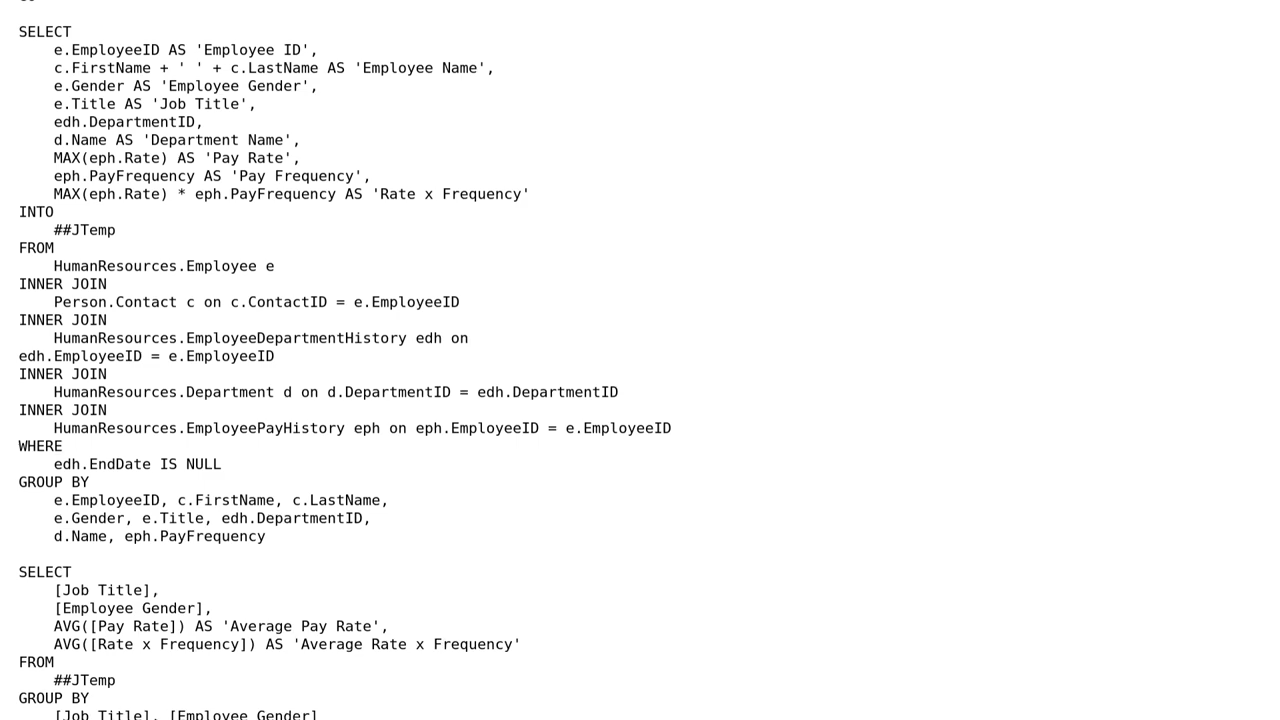 SELECT
e.EmployeeID AS 'Employee ID',
c.FirstName + ' ' + c.LastName AS 'Employee Name',
e.Gender AS 'Employee Gender',
e.Title AS 'Job Title',
edh.DepartmentID,
d.Name AS 'Department Name',
MAX(eph.Rate) AS 'Pay Rate',
eph.PayFrequency AS 'Pay Frequency',
MAX(eph.Rate) * eph.PayFrequency AS 'Rate x Frequency'
INTO
##JTemp
FROM
HumanResources.Employee e
INNER JOIN
Person.Contact c on c.ContactID = e.EmployeeID
INNER JOIN
HumanResources.EmployeeDepartmentHistory edh on
edh.EmployeeID = e.EmployeeID
INNER JOIN
HumanResources.Department d on d.DepartmentID = edh.DepartmentID
INNER JOIN
HumanResources.EmployeePayHistory eph on eph.EmployeeID = e.EmployeeID
WHERE
edh.EndDate IS NULL
GROUP BY
e.EmployeeID, c.FirstName, c.LastName,
e.Gender, e.Title, edh.DepartmentID,
d.Name, eph.PayFrequency
SELECT
[Job Title],
[Employee Gender],
AVG([Pay Rate]) AS 'Average Pay Rate',
AVG([Rate x Frequency]) AS 'Average Rate x Frequency'
FROM
##JTemp
GROUP BY
[Job Title], [Employee Gender]